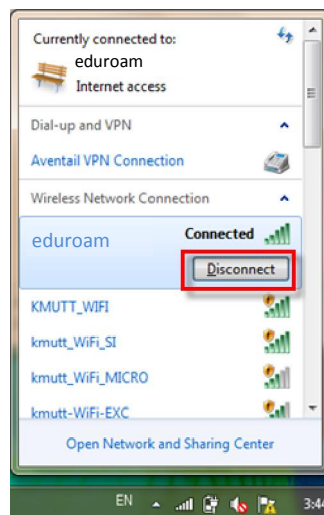 Currently connected to:
eduroam
Internet access
Dial-up and VPN
Aventail VPN Connection
Wireless Network Connection
eduroam Connected
Disconnect
KMUTT_WIFI
kmutt_WiFi_SI
kmutt_WiFi_MICRO
kmutt-WiFi-EXC
Open Network and Sharing Center
EN